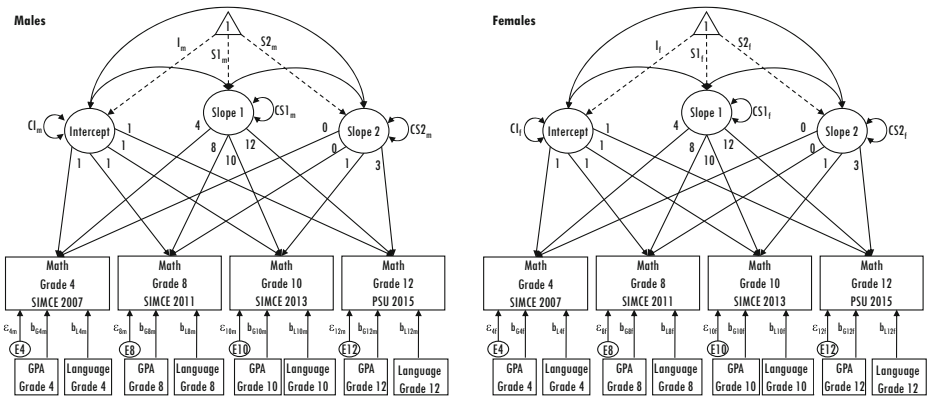 Males
1
I_m
S1_m
S2_m
CI_m
Intercept
Slope 1
CS1_m
Slope 2
CS2_m
1
1
1
1
4
8
10
12
0
0
1
3
Math
Grade 4
SIMCE 2007
Math
Grade 8
SIMCE 2011
Math
Grade 10
SIMCE 2013
Math
Grade 12
PSU 2015
ε_4m
b_G4m
b_L4m
ε_8m
b_G8m
b_L8m
ε_10m
b_G10m
b_L10m
ε_12m
b_G12m
b_L12m
E4
E8
E10
E12
GPA
Grade 4
Language
Grade 4
GPA
Grade 8
Language
Grade 8
GPA
Grade 10
Language
Grade 10
GPA
Grade 12
Language
Grade 12
Females
1
I_f
S1_f
S2_f
CI_f
Intercept
Slope 1
CS1_f
Slope 2
CS2_f
1
1
1
1
4
8
10
12
0
0
1
3
Math
Grade 4
SIMCE 2007
Math
Grade 8
SIMCE 2011
Math
Grade 10
SIMCE 2013
Math
Grade 12
PSU 2015
ε_4f
b_G4f
b_L4f
ε_8f
b_G8f
b_L8f
ε_10f
b_G10f
b_L10f
ε_12f
b_G12f
b_L12f
E4
E8
E10
E12
GPA
Grade 4
Language
Grade 4
GPA
Grade 8
Language
Grade 8
GPA
Grade 10
Language
Grade 10
GPA
Grade 12
Language
Grade 12